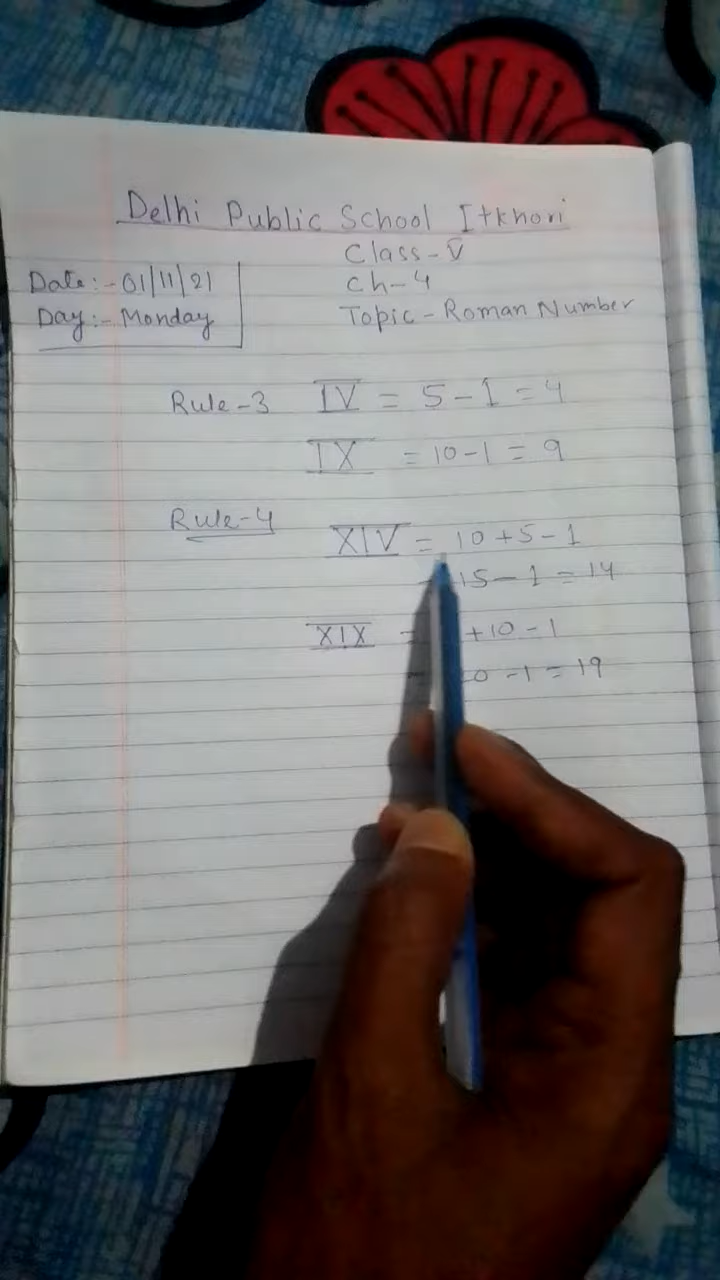 Delhi Public School Itkhori
Class-V
Date:-01/11/21
Ch-4
Day:- Monday
Topic-Roman Number
Rule-3 IV = 5-1=4
IX = 10-1=9
Rule-4
XIV = 10+5-1
15-1=14
XIX = +10-1
0-1=19